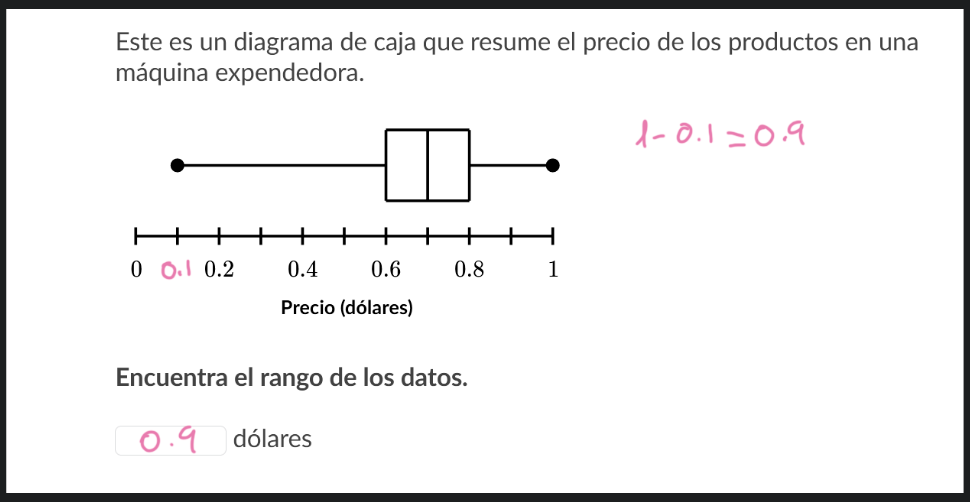 Este es un diagrama de caja que resume el precio de los productos en una
máquina expendedora.
1 - 0.1 = 0.9
0 0.1 0.2 0.4 0.6 0.8 1
Precio (dólares)
Encuentra el rango de los datos.
0.9 dólares